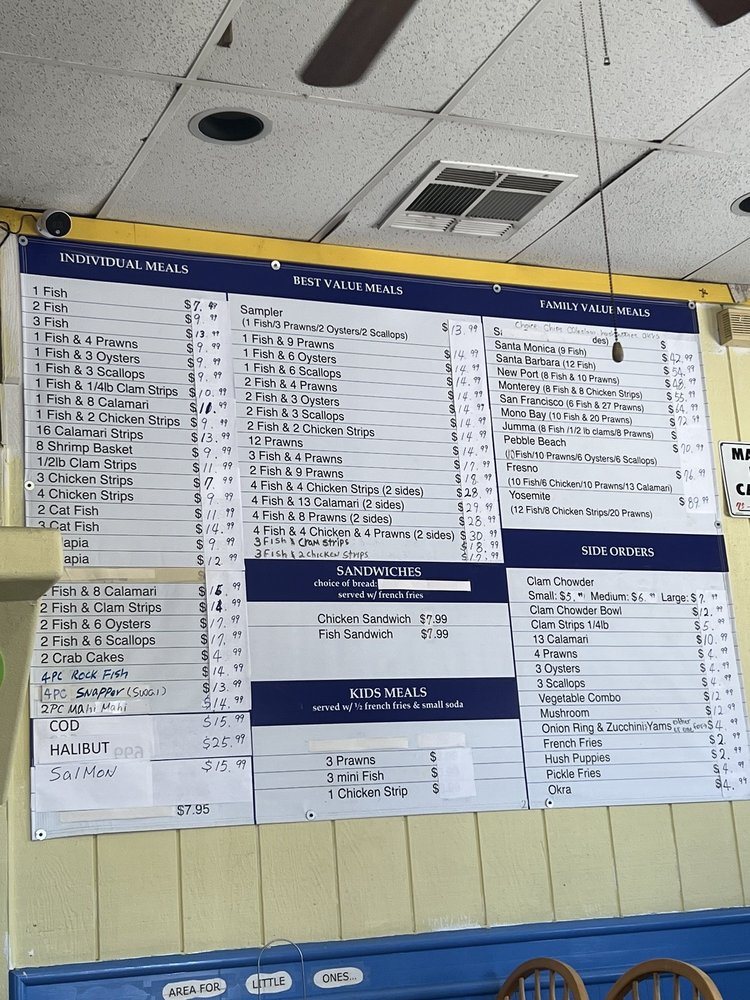 INDIVIDUAL MEALS
1 Fish $7.49
2 Fish $9.99
3 Fish $13.99
1 Fish & 4 Prawns $9.99
1 Fish & 3 Oysters $9.99
1 Fish & 3 Scallops $9.99
1 Fish & 1/4lb Clam Strips $10.99
1 Fish & 8 Calamari
1 Fish & 2 Chicken Strips $9.99
16 Calamari Strips $13.99
8 Shrimp Basket $9.99
1/2lb Clam Strips $11.99
3 Chicken Strips $7.99
4 Chicken Strips $9.99
2 Cat Fish $11.99
3 Cat Fish $14.99
apia $9.99
apia $12.99
Fish & 8 Calamari
2 Fish & Clam Strips $14.99
2 Fish & 6 Oysters $17.99
2 Fish & 6 Scallops $17.99
2 Crab Cakes $4.99
4PC Rock Fish $14.99
4PC SNAPPER (Swai) $13.99
2PC Mahi Mahi $14.99
COD $15.99
HALIBUT $25.99
SalMon $15.99
$7.95
BEST VALUE MEALS
Sampler
(1 Fish/3 Prawns/2 Oysters/2 Scallops) $13.99
1 Fish & 9 Prawns $14.99
1 Fish & 6 Oysters $14.99
1 Fish & 6 Scallops $14.99
2 Fish & 4 Prawns $14.99
2 Fish & 3 Oysters $14.99
2 Fish & 3 Scallops $14.99
2 Fish & 2 Chicken Strips $14.99
12 Prawns $14.99
3 Fish & 4 Prawns $17.99
2 Fish & 9 Prawns $18.99
4 Fish & 4 Chicken Strips (2 sides) $28.99
4 Fish & 13 Calamari (2 sides) $29.99
4 Fish & 8 Prawns (2 sides) $28.99
4 Fish & 4 Chicken & 4 Prawns (2 sides) $30.99
3 Fish & Clam Strips $18.99
3 Fish & 2 chicken Strips $17.99
SANDWICHES
choice of bread:
served w/ french fries
Chicken Sandwich $7.99
Fish Sandwich $7.99
KIDS MEALS
served w/ ½ french fries & small soda
3 Prawns $
3 mini Fish $
1 Chicken Strip $
FAMILY VALUE MEALS
Si des) $
Santa Monica (9 Fish) $42.99
Santa Barbara (12 Fish) $54.99
New Port (8 Fish & 10 Prawns) $48.99
Monterey (8 Fish & 8 Chicken Strips) $55.99
San Francisco (6 Fish & 27 Prawns) $64.99
Mono Bay (10 Fish & 20 Prawns) $72.99
Jumma (8 Fish /1/2 lb clams/8 Prawns) $
Pebble Beach $70.99
Fish/10 Prawns/6 Oysters/6 Scallops)
Fresno $76.99
(10 Fish/6 Chicken/10 Prawns/13 Calamari)
Yosemite $89.99
(12 Fish/8 Chicken Strips/20 Prawns)
SIDE ORDERS
Clam Chowder
Small: $5.99 Medium: $6.99 Large: $7.99
Clam Chowder Bowl $12.99
Clam Strips 1/4lb $5.99
13 Calamari $10.99
4 Prawns $4.99
3 Oysters $4.99
3 Scallops $4.99
Vegetable Combo $12.99
Mushroom $12.99
Onion Ring & Zucchini/Yams $4.99
French Fries $2.99
Hush Puppies $2.99
Pickle Fries $4.99
Okra $4.99
MA
CA
AREA FOR LITTLE ONES...